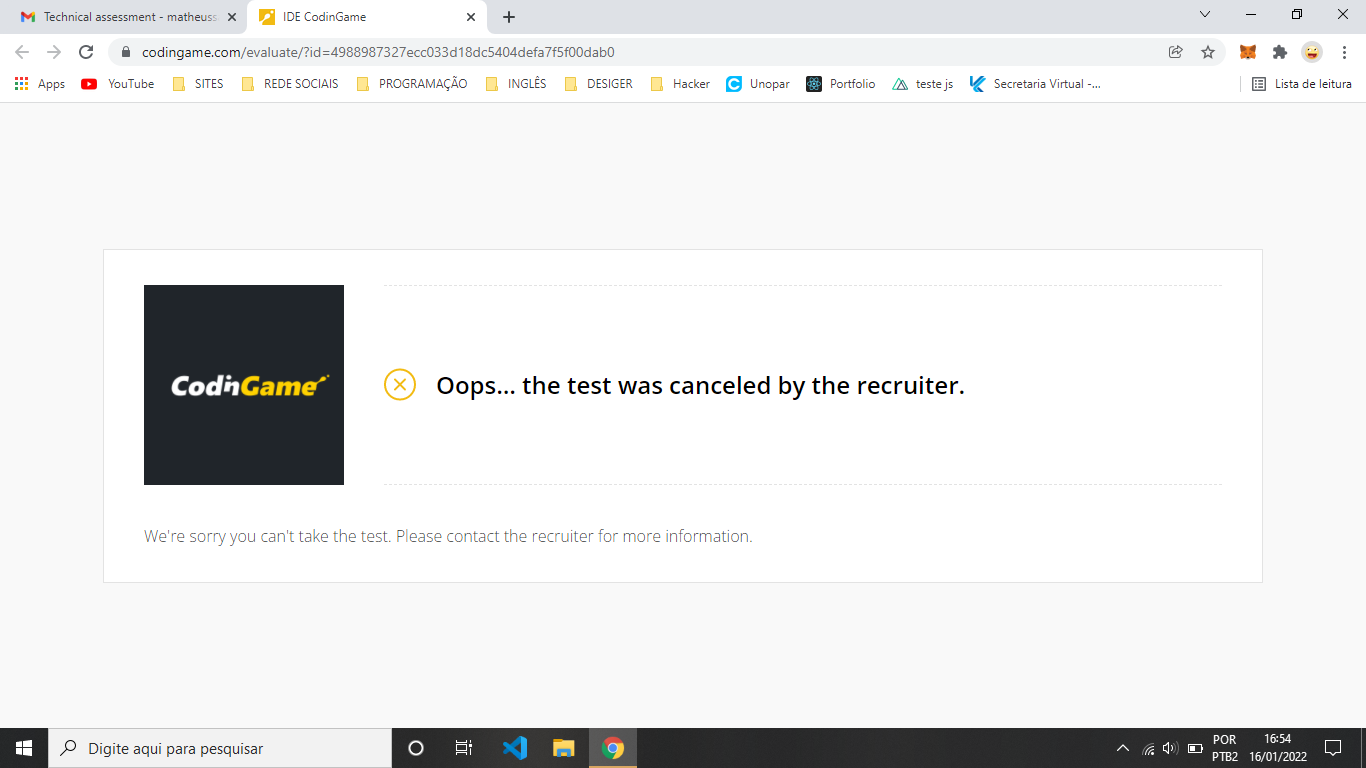 Technical assessment - matheuss
IDE CodinGame
codingame.com/evaluate/?id=4988987327ecc033d18dc5404defa7f5f00dab0
Apps
YouTube
SITES
REDE SOCIAIS
PROGRAMAÇÃO
INGLÊS
DESIGER
Hacker
Unopar
Portfolio
teste js
Secretaria Virtual -...
Lista de leitura
CodinGame
Oops... the test was canceled by the recruiter.
We're sorry you can't take the test. Please contact the recruiter for more information.
Digite aqui para pesquisar
POR
PTB2
16:54
16/01/2022